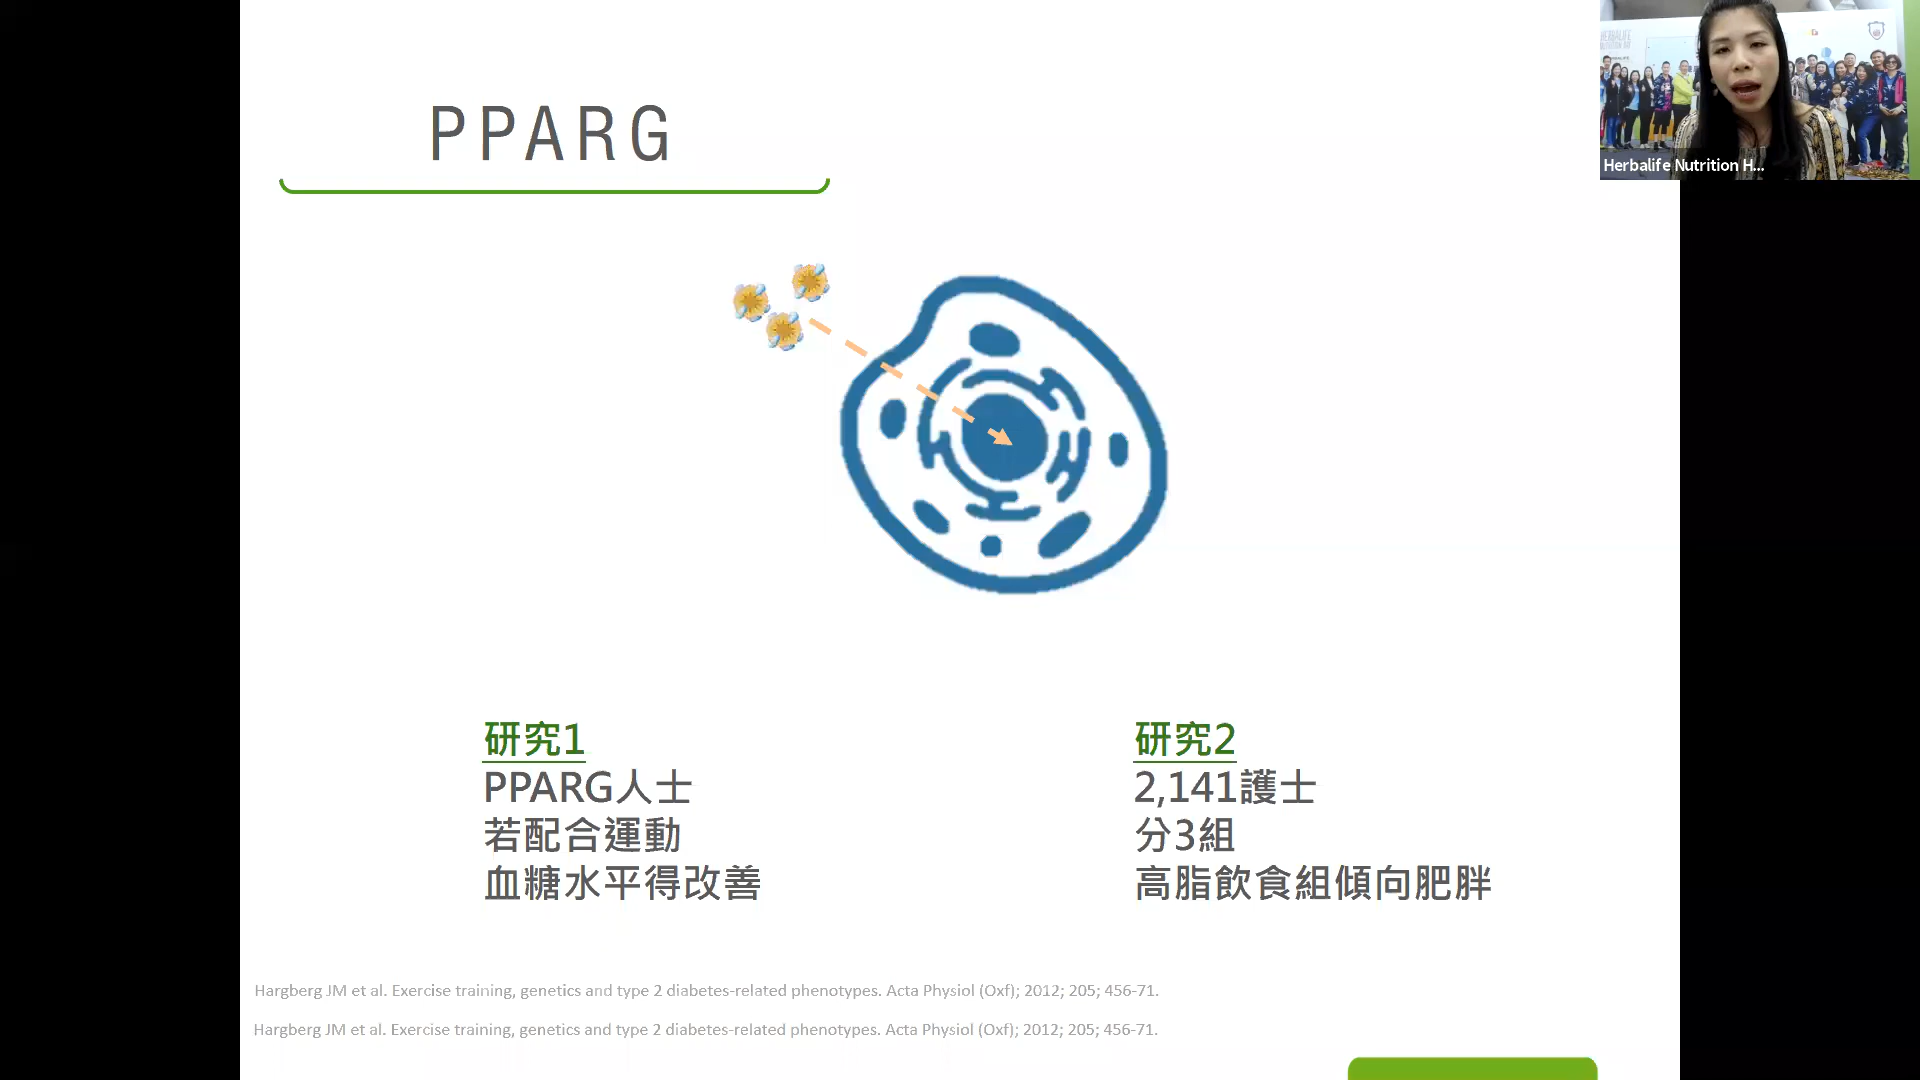 PPARG
HERBALIFE
Herbalife Nutrition H...
研究1
PPARG人士
若配合運動
血糖水平得改善
研究2
2,141護士
分3組
高脂飲食組傾向肥胖
Hargberg JM et al. Exercise training, genetics and type 2 diabetes-related phenotypes. Acta Physiol (Oxf); 2012; 205; 456-71.
Hargberg JM et al. Exercise training, genetics and type 2 diabetes-related phenotypes. Acta Physiol (Oxf); 2012; 205; 456-71.